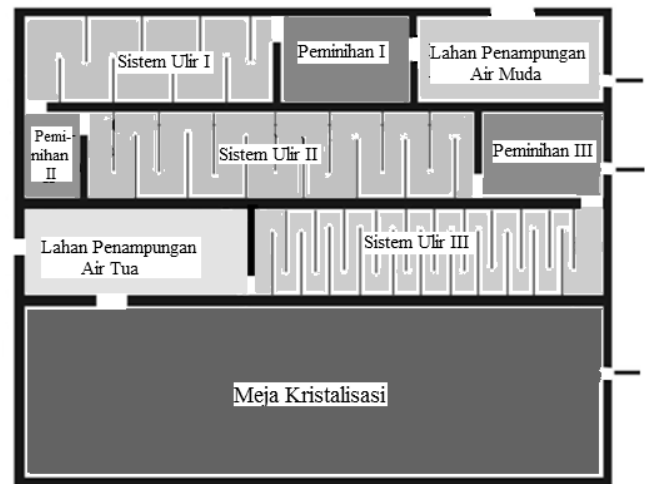 Sistem Ulir I
Peminihan I
Lahan Penampungan
Air Muda
Pemi-
nihan
II
Sistem Ulir II
Peminihan III
Lahan Penampungan
Air Tua
Sistem Ulir III
Meja Kristalisasi